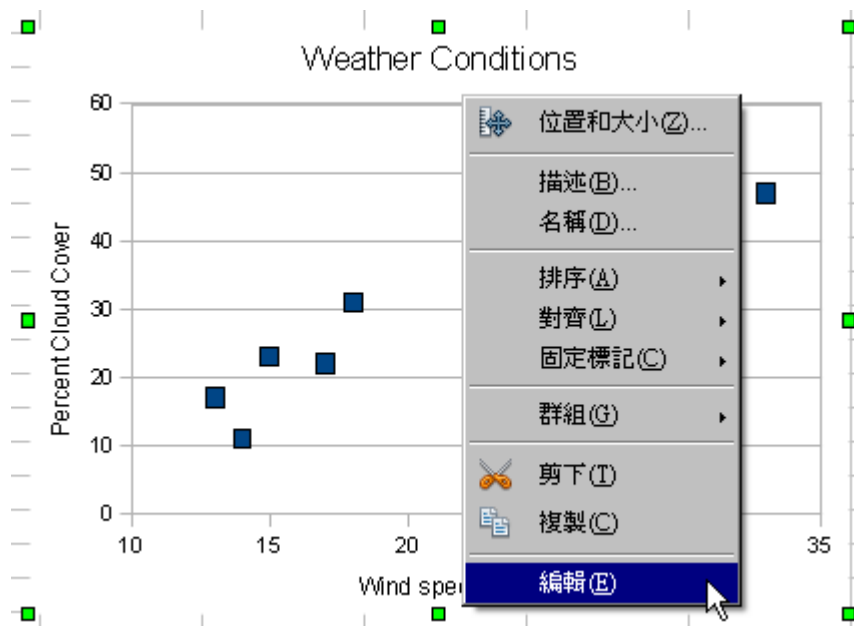 Weather Conditions
60
50
40
30
20
10
0
Percent Cloud Cover
10
15
20
35
Wind spe
位置和大小(Z)...
描述(B)...
名稱(D)...
排序(A)
對齊(L)
固定標記(C)
群組(G)
剪下(T)
複製(C)
編輯(E)